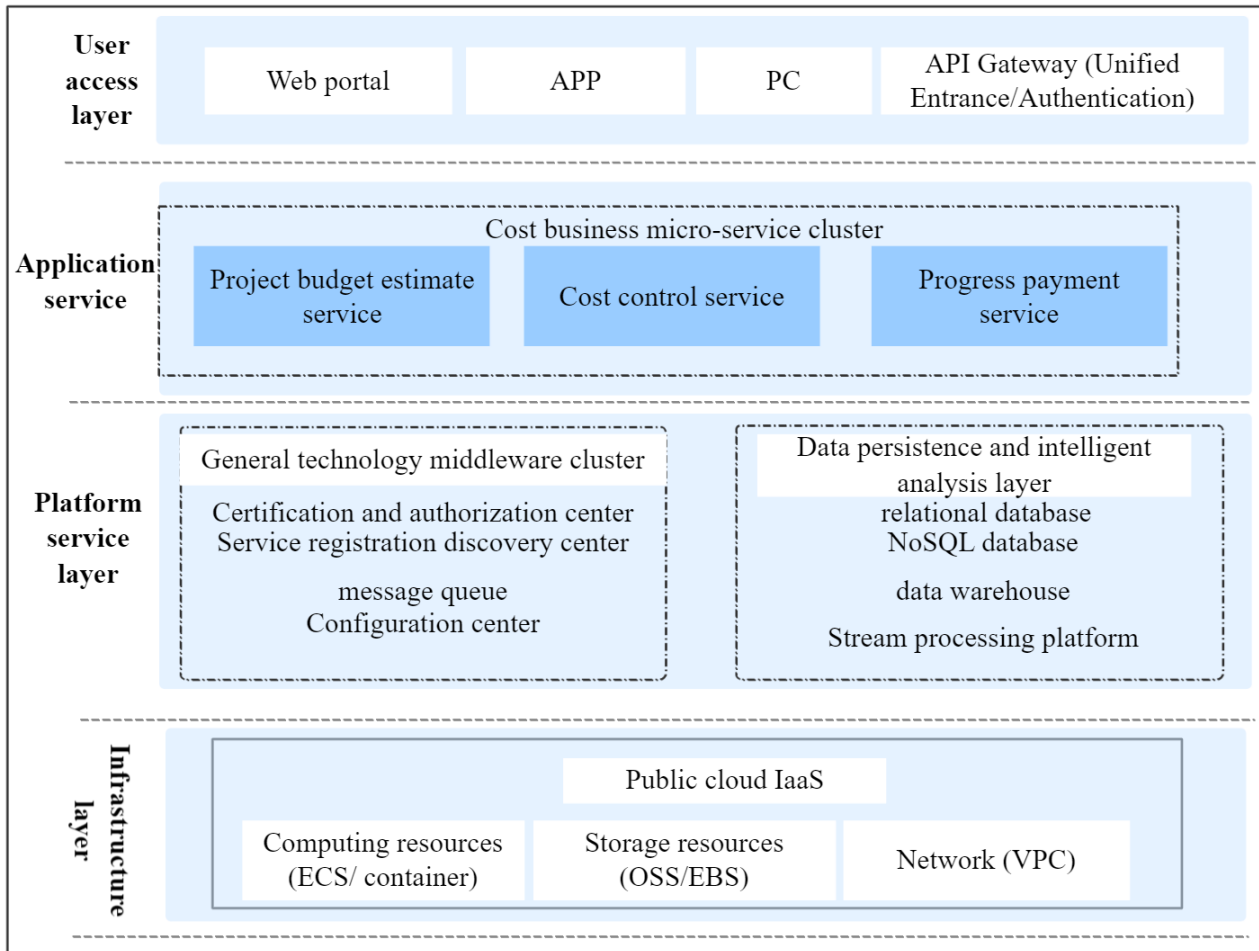 User
access
layer
Web portal
APP
PC
API Gateway (Unified
Entrance/Authentication)
Application
service
Cost business micro-service cluster
Project budget estimate
service
Cost control service
Progress payment
service
Platform
service
layer
General technology middleware cluster
Certification and authorization center
Service registration discovery center
message queue
Configuration center
Data persistence and intelligent
analysis layer
relational database
NoSQL database
data warehouse
Stream processing platform
Infrastructure
layer
Public cloud IaaS
Computing resources
(ECS/ container)
Storage resources
(OSS/EBS)
Network (VPC)